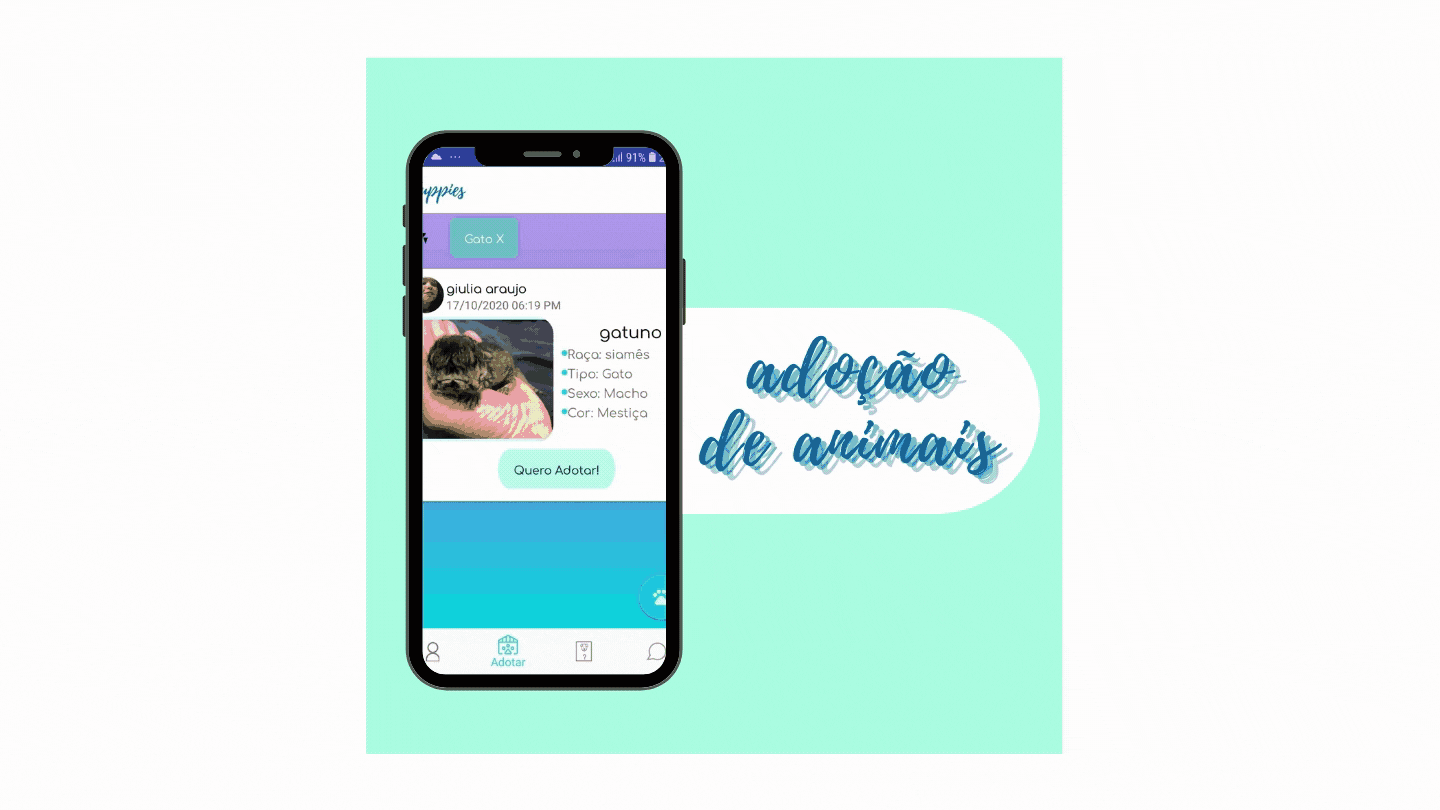 91%
uppies
Gato X
giulia araujo
17/10/2020 06:19 PM
gatuno
Raça: siamês
Tipo: Gato
Sexo: Macho
Cor: Mestiça
Quero Adotar!
Adotar
adoção
de animais